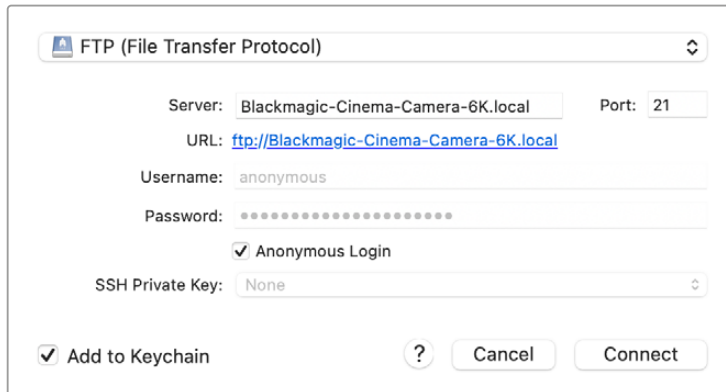 FTP (File Transfer Protocol)
Server: Blackmagic-Cinema-Camera-6K.local Port: 21
URL: ftp://Blackmagic-Cinema-Camera-6K.local
Username: anonymous
Password: •••••••••••••••••••••
Anonymous Login
SSH Private Key: None
Add to Keychain ? Cancel Connect